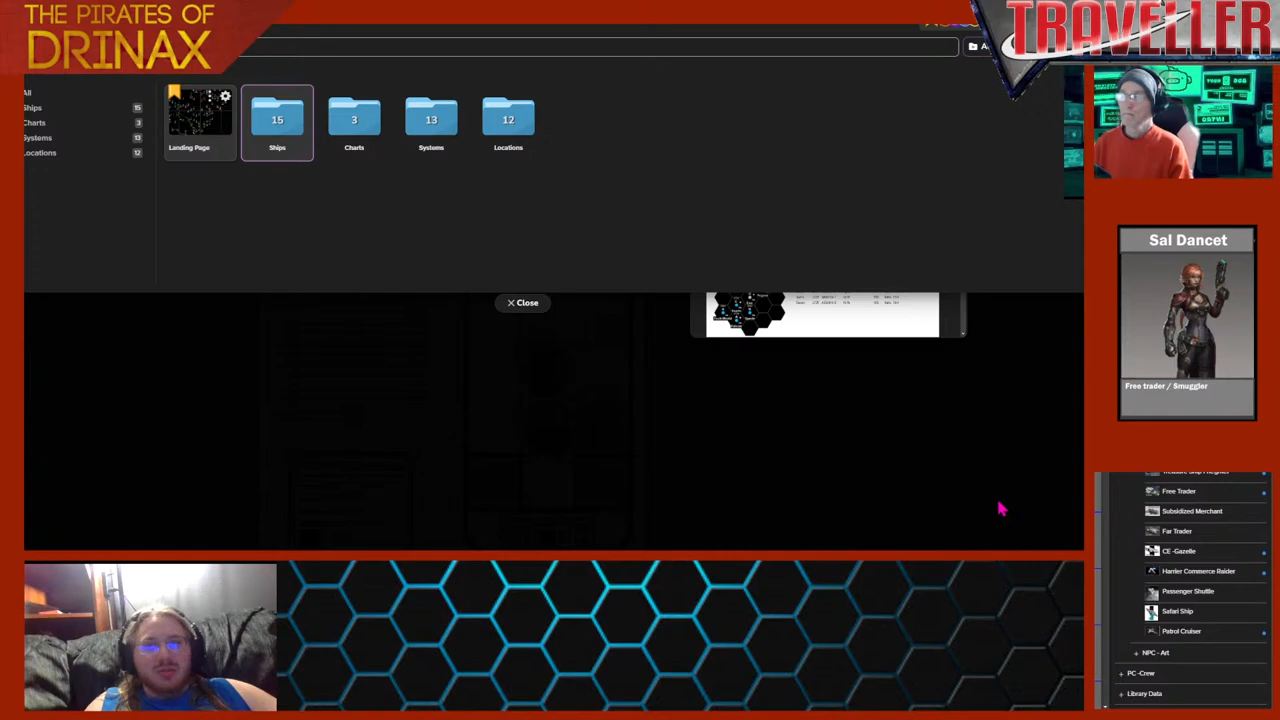 THE PIRATES OF
DRINAX
TRAVELLER
All
Ships 15
Charts 3
Systems 13
Locations 12
Landing Page
15
Ships
3
Charts
13
Systems
12
Locations
Close
Sal Dancet
Free trader / Smuggler
Free Trader
Subsidized Merchant
Far Trader
CE -Gazelle
Harrier Commerce Raider
Passenger Shuttle
Safari Ship
Patrol Cruiser
NPC - Art
PC -Crew
Library Data